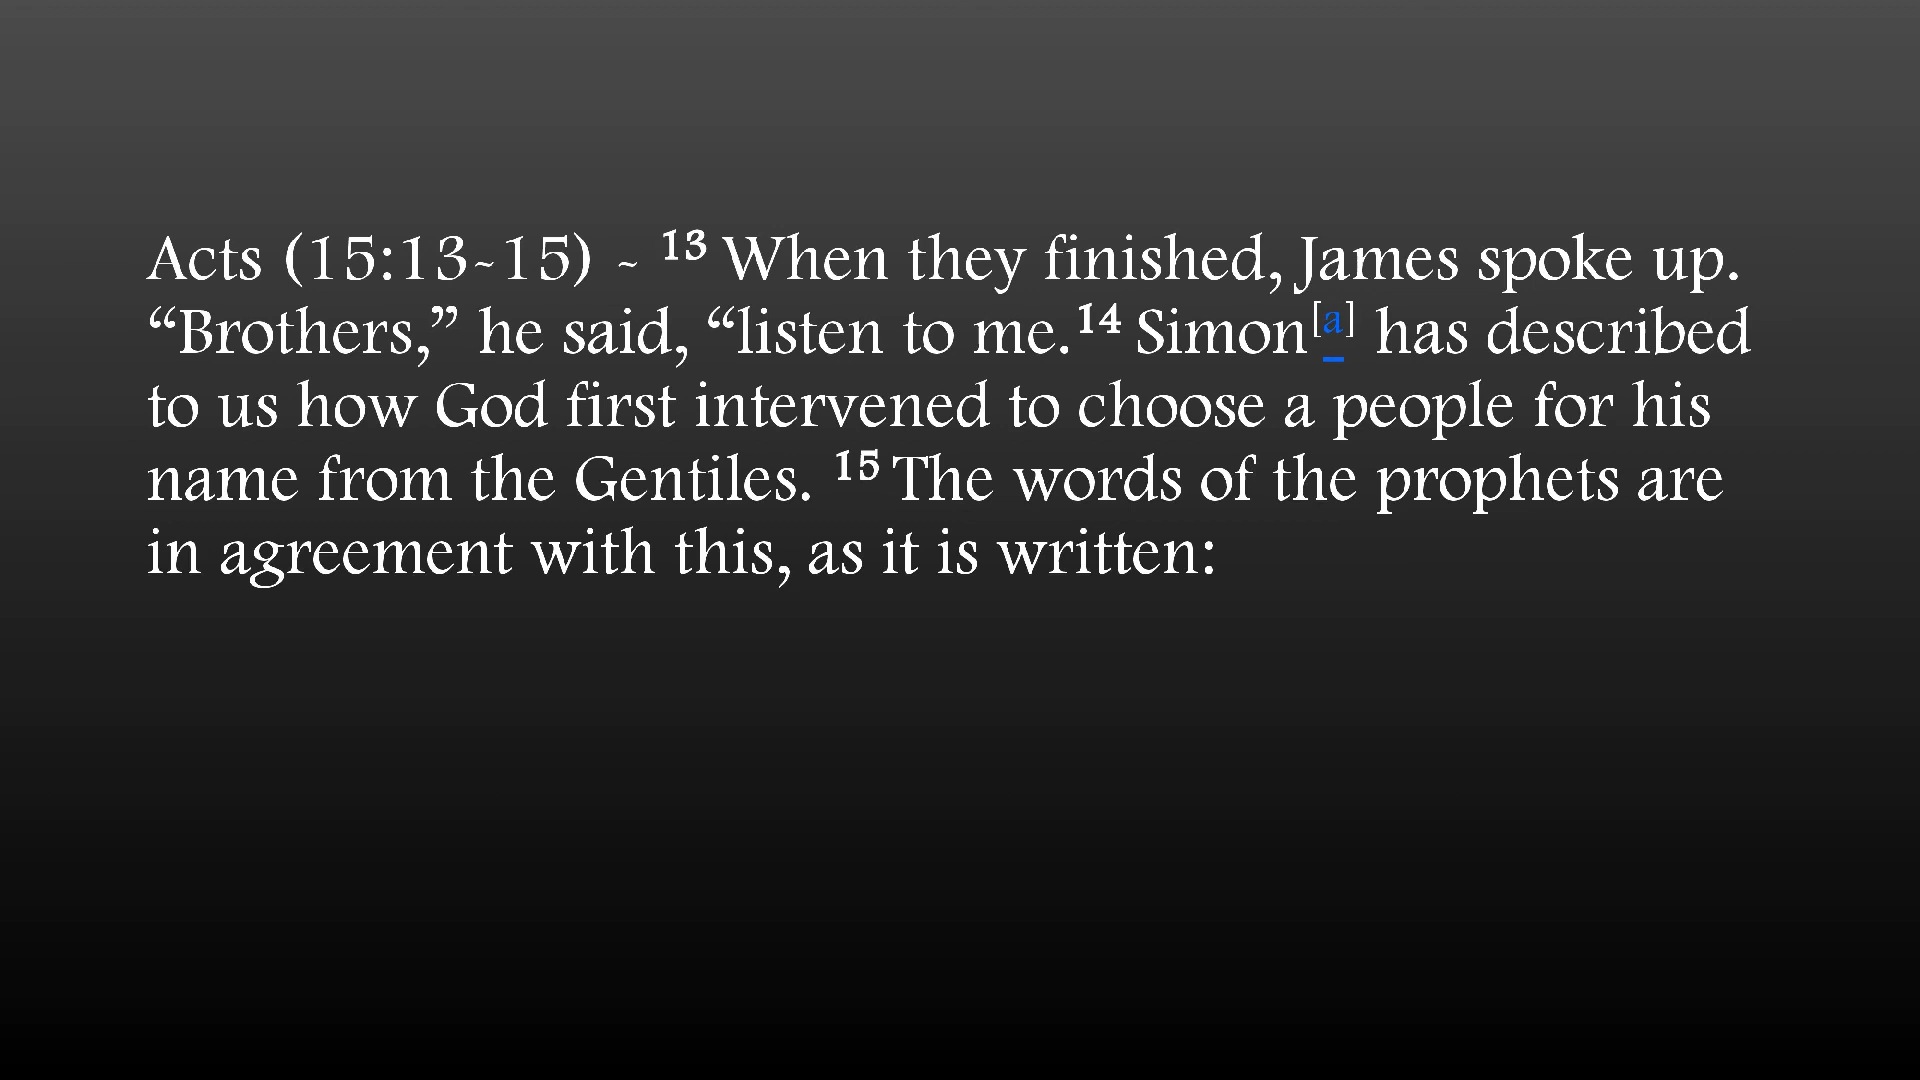 Acts (15:13-15) - 13 When they finished, James spoke up.
“Brothers,” he said, “listen to me.14 Simon[a] has described
to us how God first intervened to choose a people for his
name from the Gentiles. 15 The words of the prophets are
in agreement with this, as it is written: